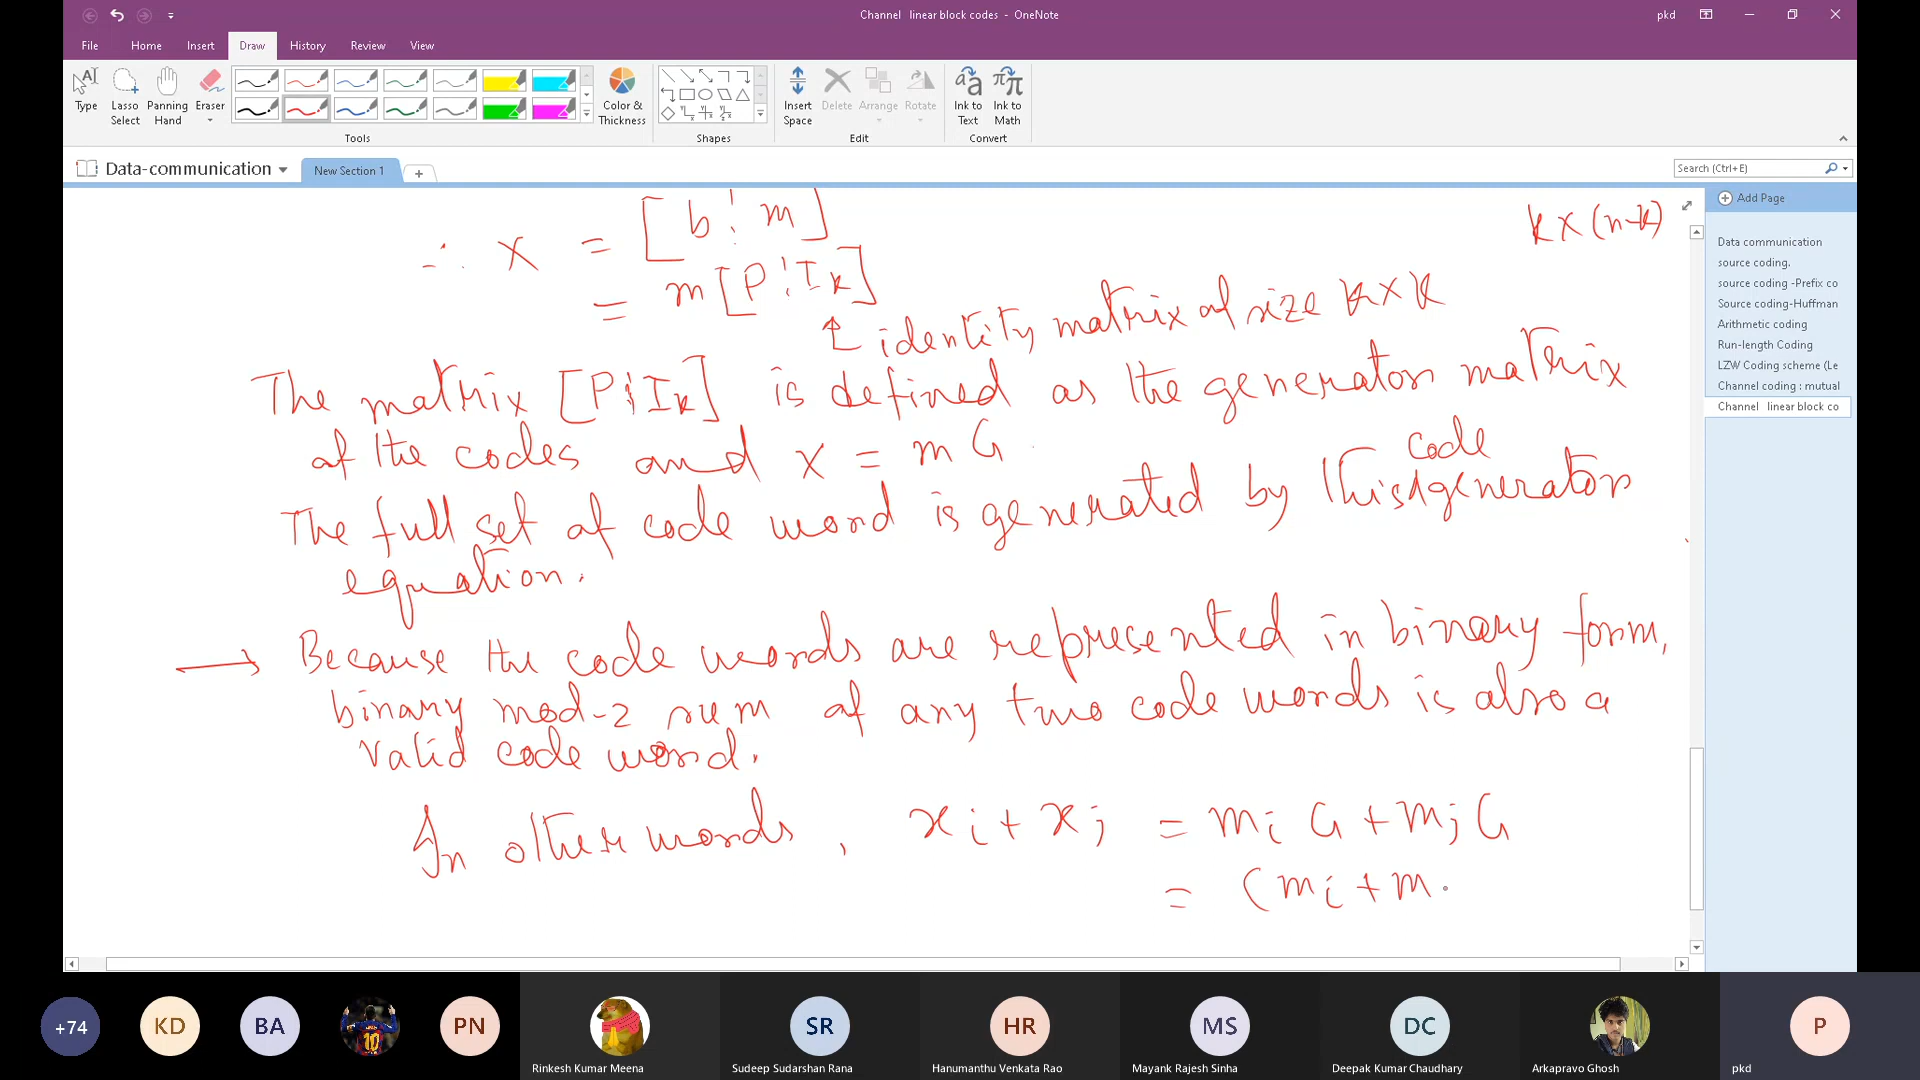 Channel linear block codes - OneNote
pkd
File Home Insert Draw History Review View
Type
Lasso Select
Panning Hand
Eraser
Color & Thickness
Insert Space
Delete
Arrange
Rotate
Ink to Text
Ink to Math
Tools
Shapes
Edit
Convert
Data-communication
New Section 1
Search (Ctrl+E)
Add Page
Data communication
source coding.
source coding -Prefix co
Source coding-Huffman
Arithmetic coding
Run-length Coding
LZW Coding scheme (Le
Channel coding : mutual
Channel linear block co
k x (n-k)
∴ x = [b ¦ m]
= m [P ¦ Ik]
identity matrix of size k x k
The matrix [P ¦ Ik] is defined as the generator matrix
of the codes and x = m G
code
The full set of code word is generated by this generator
equation.
→ Because the code words are represented in binary form,
binary mod-2 sum of any two code words is also a
valid code word.
In other words, xi + xj = mi G + mj G
= (mi + m
+74
KD
BA
10
PN
SR
HR
MS
DC
P
Rinkesh Kumar Meena
Sudeep Sudarshan Rana
Hanumanthu Venkata Rao
Mayank Rajesh Sinha
Deepak Kumar Chaudhary
Arkapravo Ghosh
pkd